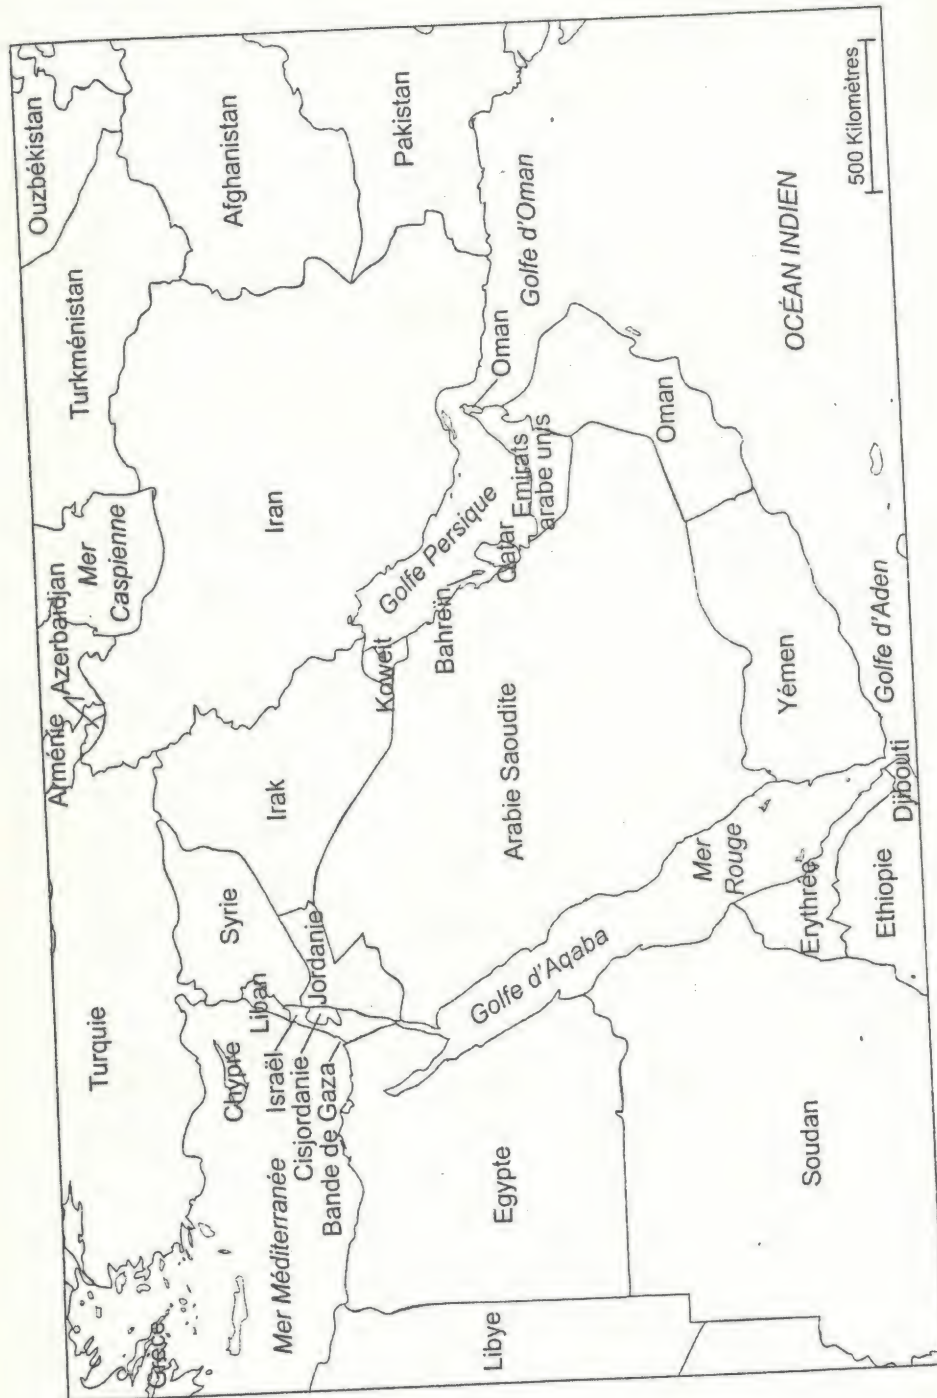 Ouzbékistan
Turkménistan
Arménie
Azerbaïdjan
Mer
Caspienne
Turquie
Grèce
Afghanistan
Iran
Syrie
Irak
Chypre
Liban
Israël
Cisjordanie
Bande de Gaza
Jordanie
Mer Méditerranée
Koweït
Pakistan
Golfe Persique
Bahreïn
Qatar
Emirats
arabe unis
Oman
Golfe d'Oman
Libye
Egypte
Arabie Saoudite
Golfe d'Aqaba
Oman
Mer
Rouge
Soudan
Erythrée
Yémen
OCÉAN INDIEN
Ethiopie
Djibouti
Golfe d'Aden
500 Kilomètres